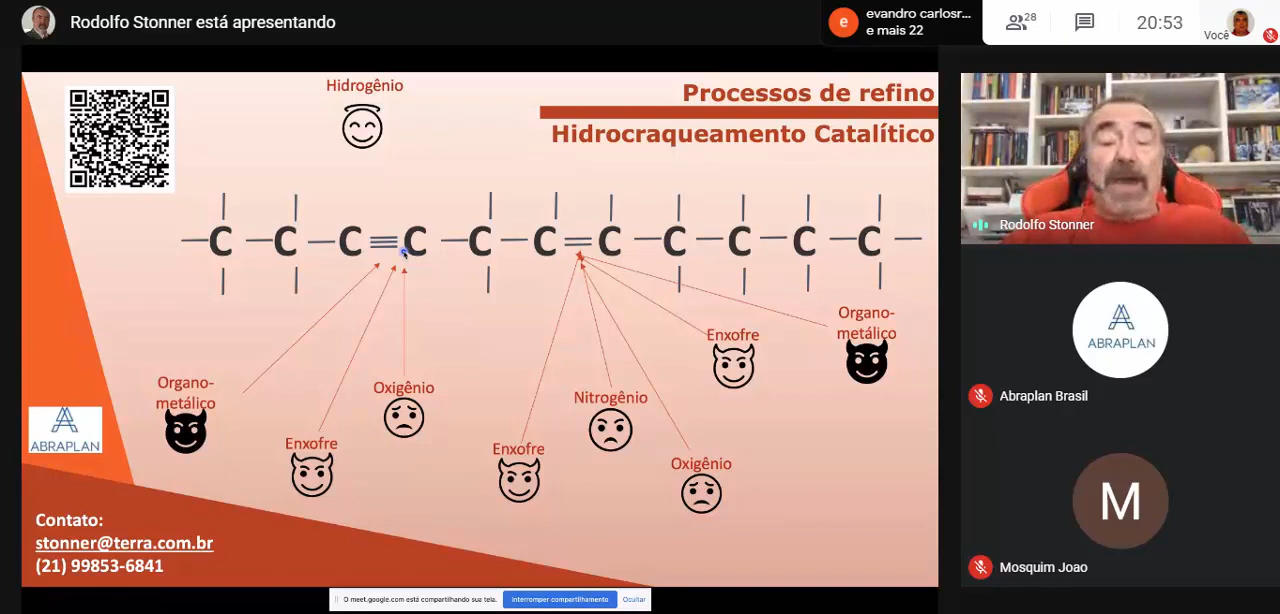 Rodolfo Stonner está apresentando
e
evandro carlosr...
e mais 22
28
20:53
Você
Hidrogênio
Processos de refino
Hidrocraqueamento Catalítico
C C C C C C C C C C C
Organo-
metálico
Enxofre
Oxigênio
Enxofre
Nitrogênio
Oxigênio
Enxofre
Organo-
metálico
ABRAPLAN
Contato:
stonner@terra.com.br
(21) 99853-6841
O meet.google.com está compartilhando sua tela.
Interromper compartilhamento
Ocultar
Rodolfo Stonner
ABRAPLAN
Abraplan Brasil
M
Mosquim Joao